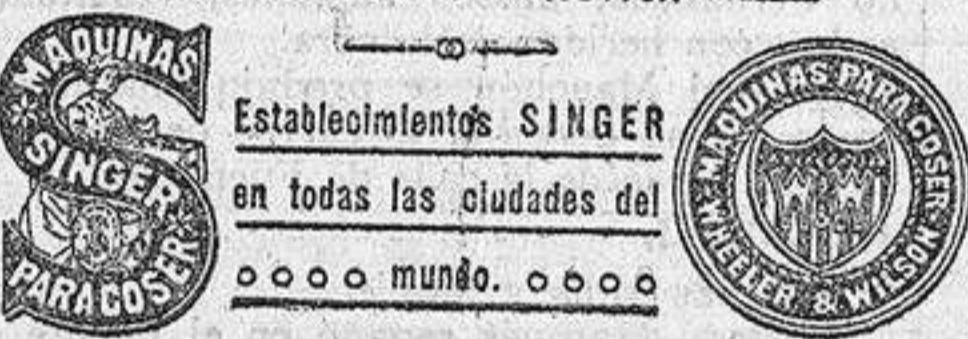 MAQUINAS
SINGER
PARA COSER
Establecimientos SINGER
en todas las ciudades del
mundo.
MAQUINAS PARA COSER
WHEELER & WILSON